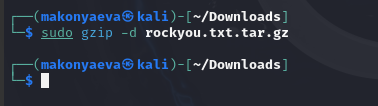 ┌──(makonyaeva㉿kali)-[~/Downloads]
└─$ sudo gzip -d rockyou.txt.tar.gz
┌──(makonyaeva㉿kali)-[~/Downloads]
└─$